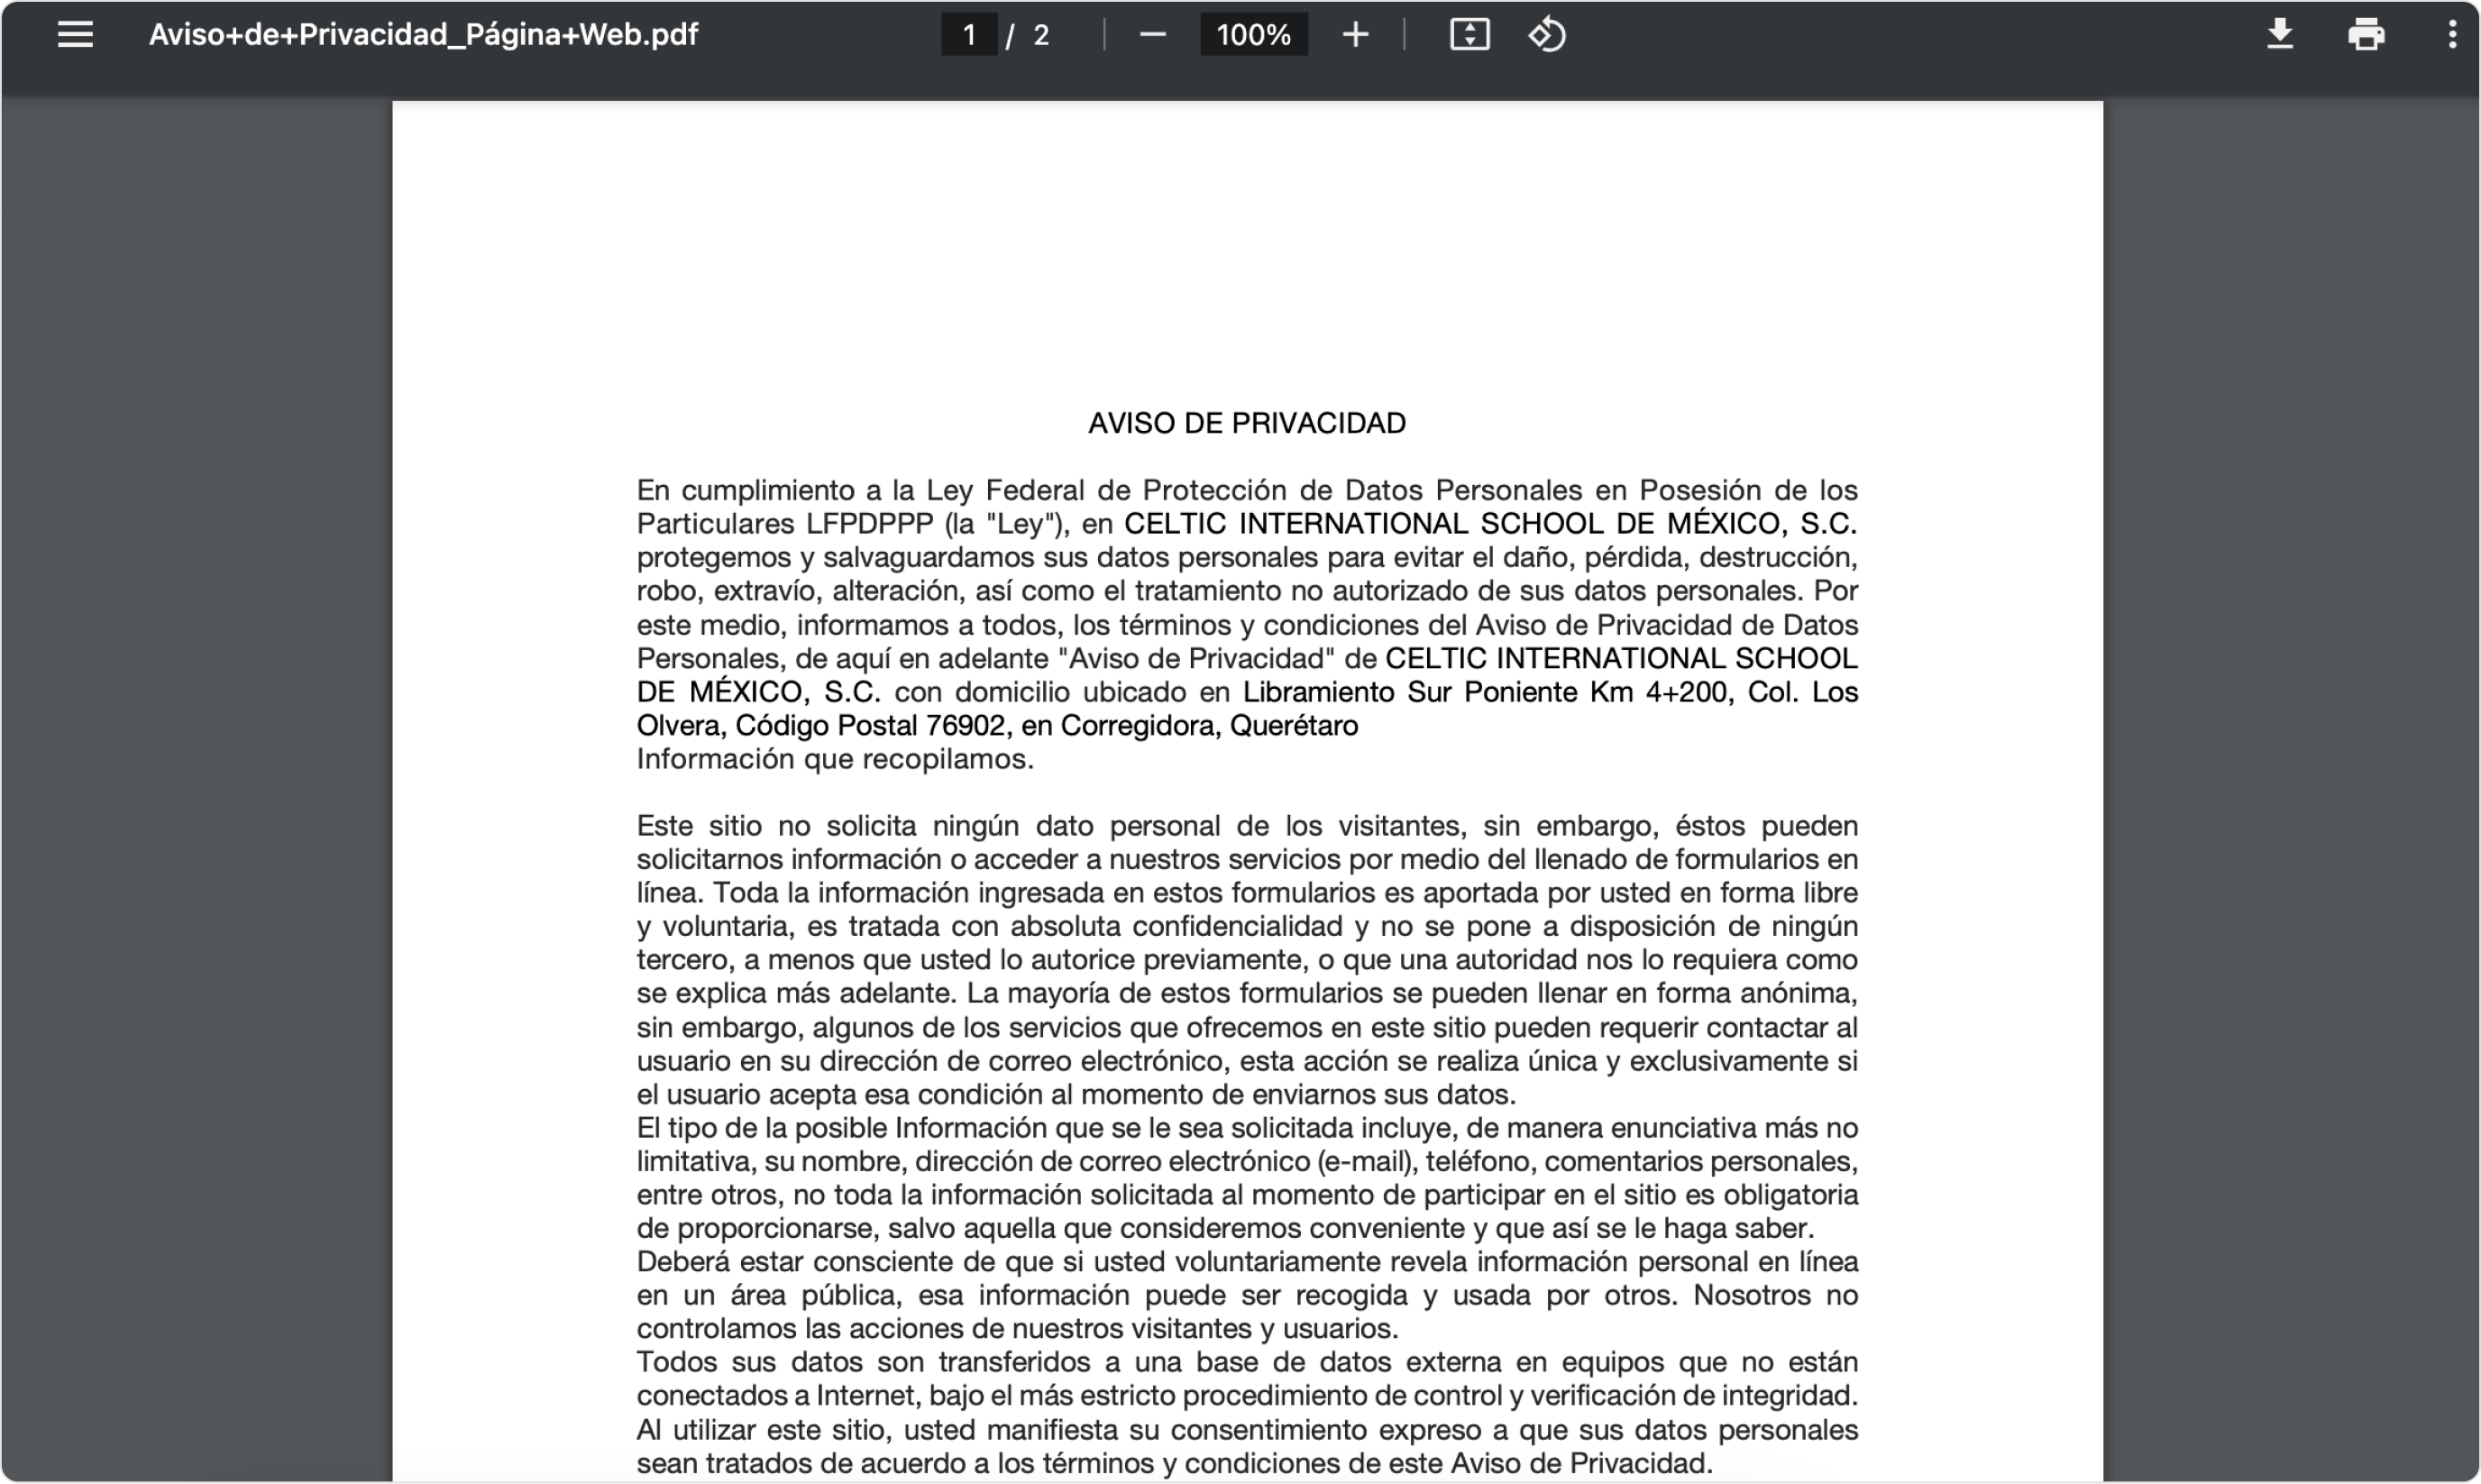 Aviso+de+Privacidad_Página+Web.pdf
1 / 2
100%
AVISO DE PRIVACIDAD
En cumplimiento a la Ley Federal de Protección de Datos Personales en Posesión de los
Particulares LFPDPPP (la "Ley"), en CELTIC INTERNATIONAL SCHOOL DE MÉXICO, S.C.
protegemos y salvaguardamos sus datos personales para evitar el daño, pérdida, destrucción,
robo, extravío, alteración, así como el tratamiento no autorizado de sus datos personales. Por
este medio, informamos a todos, los términos y condiciones del Aviso de Privacidad de Datos
Personales, de aquí en adelante "Aviso de Privacidad" de CELTIC INTERNATIONAL SCHOOL
DE MÉXICO, S.C. con domicilio ubicado en Libramiento Sur Poniente Km 4+200, Col. Los
Olvera, Código Postal 76902, en Corregidora, Querétaro
Información que recopilamos.
Este sitio no solicita ningún dato personal de los visitantes, sin embargo, éstos pueden
solicitarnos información o acceder a nuestros servicios por medio del llenado de formularios en
línea. Toda la información ingresada en estos formularios es aportada por usted en forma libre
y voluntaria, es tratada con absoluta confidencialidad y no se pone a disposición de ningún
tercero, a menos que usted lo autorice previamente, o que una autoridad nos lo requiera como
se explica más adelante. La mayoría de estos formularios se pueden llenar en forma anónima,
sin embargo, algunos de los servicios que ofrecemos en este sitio pueden requerir contactar al
usuario en su dirección de correo electrónico, esta acción se realiza única y exclusivamente si
el usuario acepta esa condición al momento de enviarnos sus datos.
El tipo de la posible Información que se le sea solicitada incluye, de manera enunciativa más no
limitativa, su nombre, dirección de correo electrónico (e-mail), teléfono, comentarios personales,
entre otros, no toda la información solicitada al momento de participar en el sitio es obligatoria
de proporcionarse, salvo aquella que consideremos conveniente y que así se le haga saber.
Deberá estar consciente de que si usted voluntariamente revela información personal en línea
en un área pública, esa información puede ser recogida y usada por otros. Nosotros no
controlamos las acciones de nuestros visitantes y usuarios.
Todos sus datos son transferidos a una base de datos externa en equipos que no están
conectados a Internet, bajo el más estricto procedimiento de control y verificación de integridad.
Al utilizar este sitio, usted manifiesta su consentimiento expreso a que sus datos personales
sean tratados de acuerdo a los términos y condiciones de este Aviso de Privacidad.